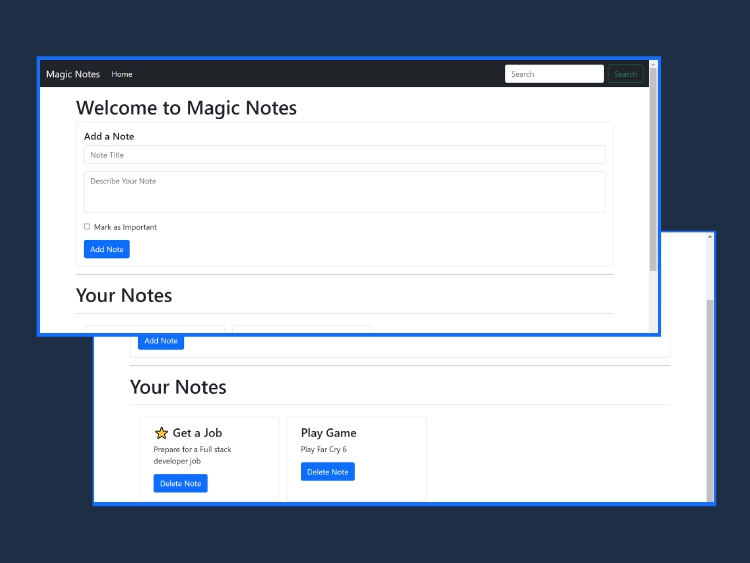 Magic Notes Home Search Search
Welcome to Magic Notes
Add a Note
Note Title
Describe Your Note
Mark as Important
Add Note
Your Notes
Add Note
Your Notes
⭐ Get a Job
Prepare for a Full stack
developer job
Delete Note
Play Game
Play Far Cry 6
Delete Note